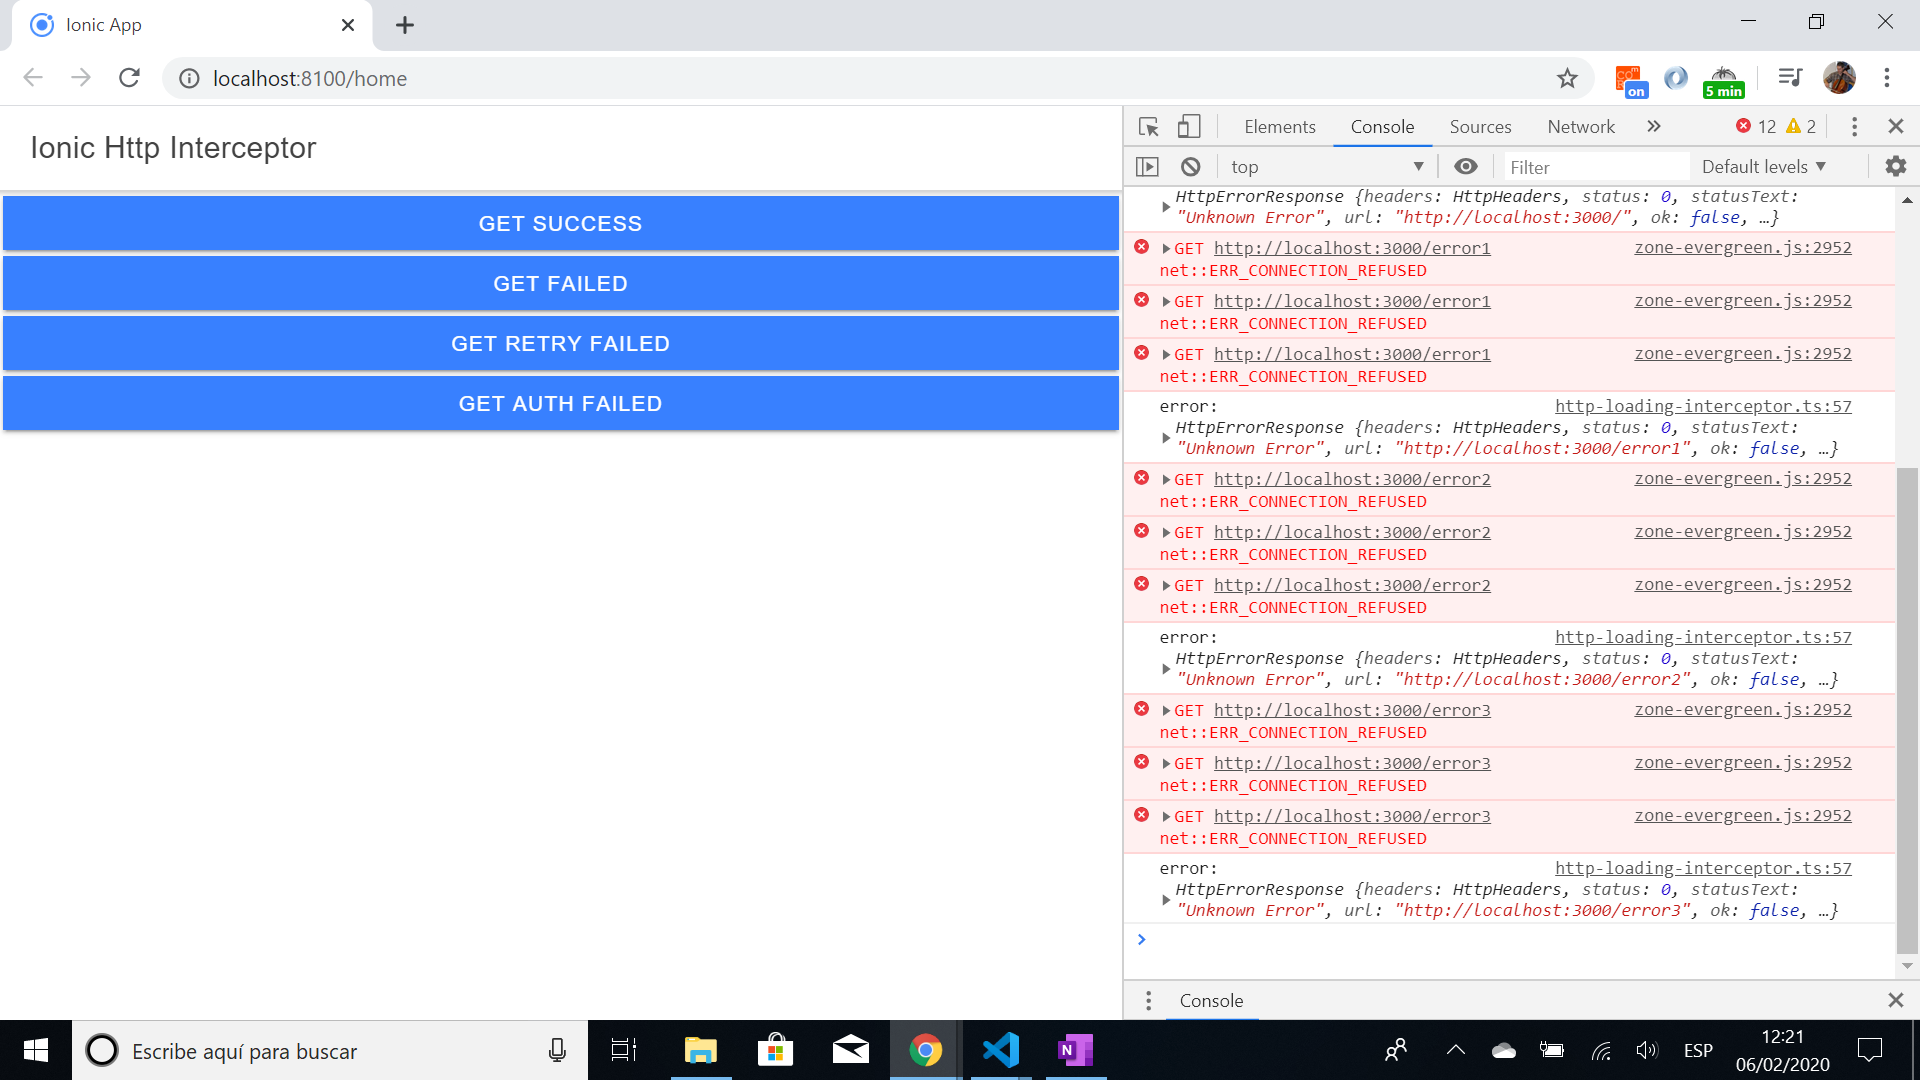 Ionic App
localhost:8100/home
on
5 min
Ionic Http Interceptor
GET SUCCESS
GET FAILED
GET RETRY FAILED
GET AUTH FAILED
Elements Console Sources Network » 12 2
top Filter Default levels
HttpErrorResponse {headers: HttpHeaders, status: 0, statusText:
"Unknown Error", url: "http://localhost:3000/", ok: false, …}
GET http://localhost:3000/error1 zone-evergreen.js:2952
net::ERR_CONNECTION_REFUSED
GET http://localhost:3000/error1 zone-evergreen.js:2952
net::ERR_CONNECTION_REFUSED
GET http://localhost:3000/error1 zone-evergreen.js:2952
net::ERR_CONNECTION_REFUSED
error: http-loading-interceptor.ts:57
HttpErrorResponse {headers: HttpHeaders, status: 0, statusText:
"Unknown Error", url: "http://localhost:3000/error1", ok: false, …}
GET http://localhost:3000/error2 zone-evergreen.js:2952
net::ERR_CONNECTION_REFUSED
GET http://localhost:3000/error2 zone-evergreen.js:2952
net::ERR_CONNECTION_REFUSED
GET http://localhost:3000/error2 zone-evergreen.js:2952
net::ERR_CONNECTION_REFUSED
error: http-loading-interceptor.ts:57
HttpErrorResponse {headers: HttpHeaders, status: 0, statusText:
"Unknown Error", url: "http://localhost:3000/error2", ok: false, …}
GET http://localhost:3000/error3 zone-evergreen.js:2952
net::ERR_CONNECTION_REFUSED
GET http://localhost:3000/error3 zone-evergreen.js:2952
net::ERR_CONNECTION_REFUSED
GET http://localhost:3000/error3 zone-evergreen.js:2952
net::ERR_CONNECTION_REFUSED
error: http-loading-interceptor.ts:57
HttpErrorResponse {headers: HttpHeaders, status: 0, statusText:
"Unknown Error", url: "http://localhost:3000/error3", ok: false, …}
Console
Escribe aquí para buscar
N
ESP
12:21
06/02/2020